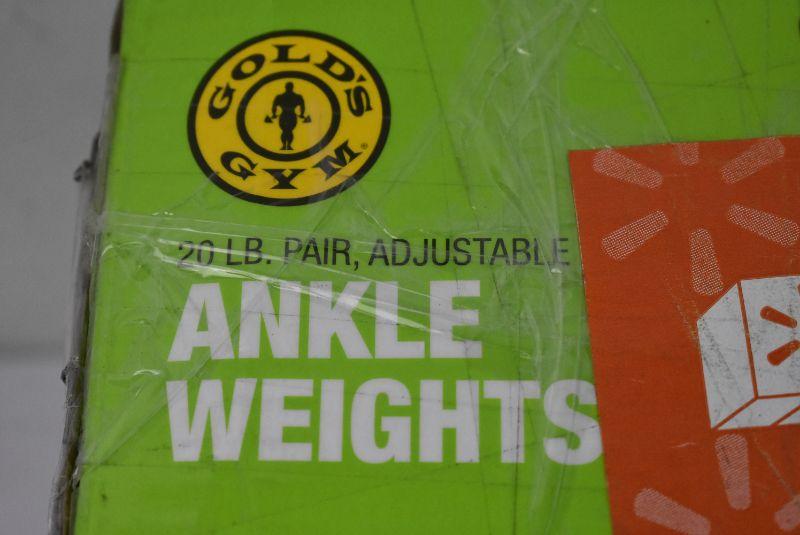 GOLD'S
GYM®
20 LB. PAIR, ADJUSTABLE
ANKLE
WEIGHTS